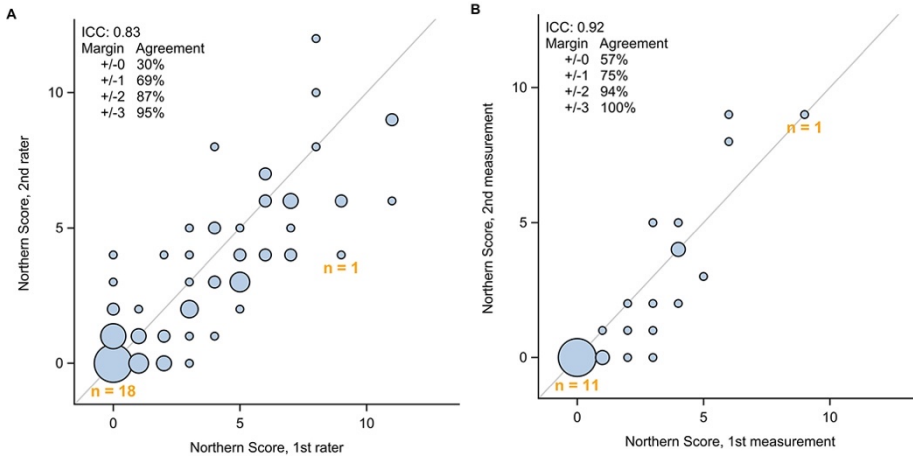 A
ICC: 0.83
Margin Agreement
+/-0 30%
+/-1 69%
+/-2 87%
+/-3 95%
10
5
0
Northern Score, 2nd rater
n = 1
n = 18
0 5 10
Northern Score, 1st rater
B
ICC: 0.92
Margin Agreement
+/-0 57%
+/-1 75%
+/-2 94%
+/-3 100%
10
5
0
Northern Score, 2nd measurement
n = 1
n = 11
0 5 10
Northern Score, 1st measurement